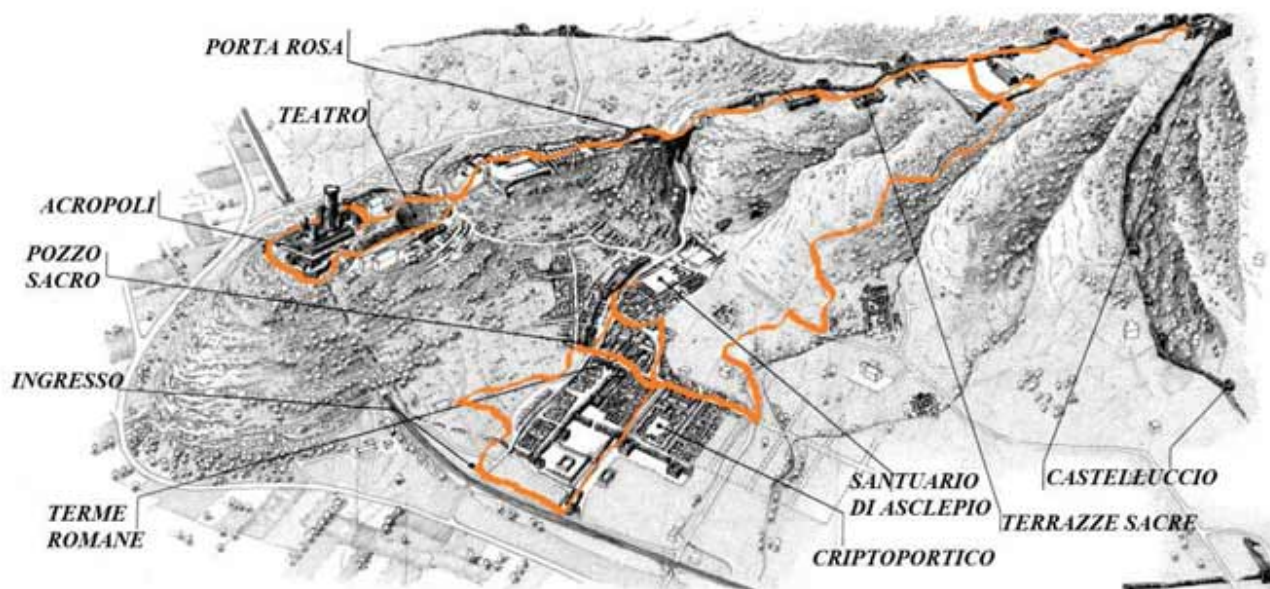 PORTA ROSA
TEATRO
ACROPOLI
POZZO
SACRO
INGRESSO
TERME
ROMANE
SANTUARIO
DI ASCLEPIO
CRIPTOPORTICO
CASTELLUCCIO
TERRAZZE SACRE